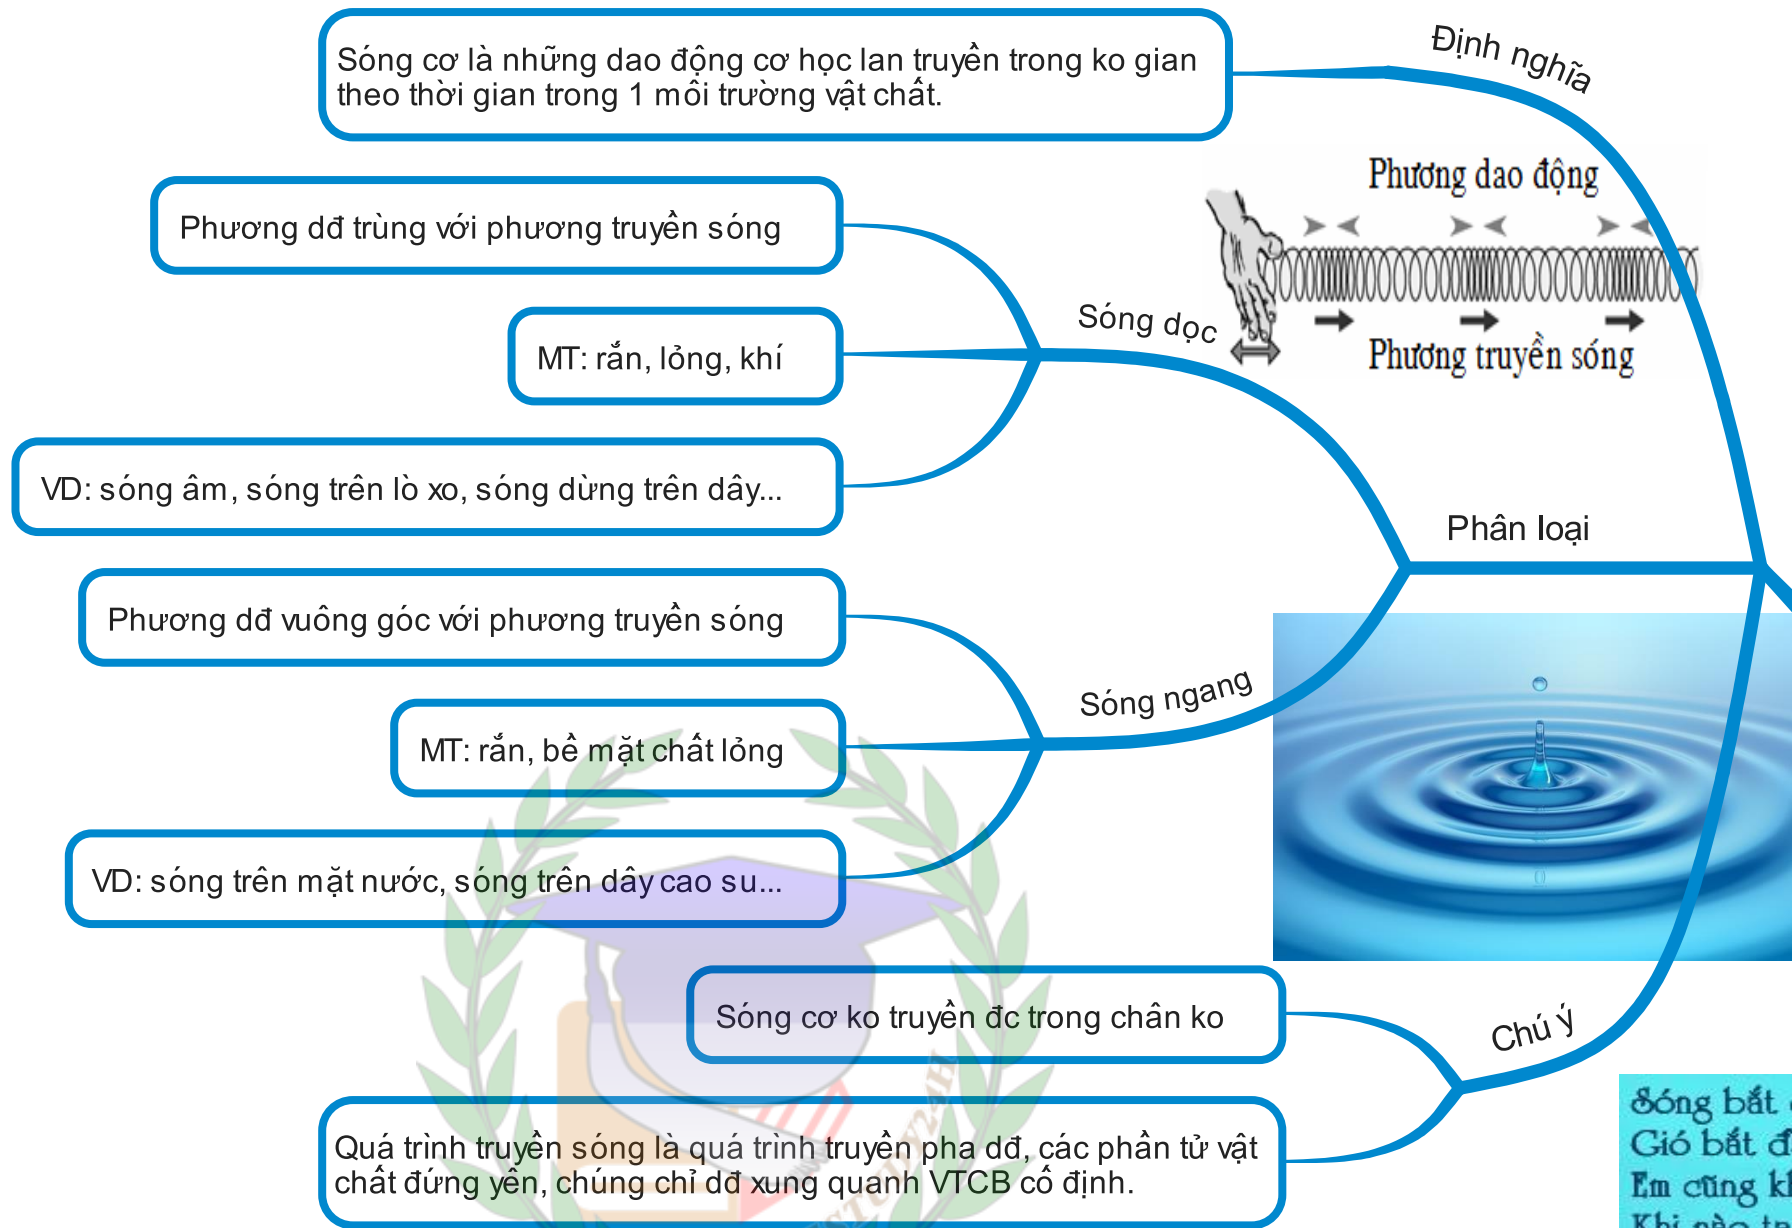 Định nghĩa
Sóng cơ là những dao động cơ học lan truyền trong ko gian
theo thời gian trong 1 môi trường vật chất.
Phương dao động
Phương truyền sóng
Phân loại
Sóng dọc
Phương dđ trùng với phương truyền sóng
MT: rắn, lỏng, khí
VD: sóng âm, sóng trên lò xo, sóng dừng trên dây...
Sóng ngang
Phương dđ vuông góc với phương truyền sóng
MT: rắn, bề mặt chất lỏng
VD: sóng trên mặt nước, sóng trên dây cao su...
Chú ý
Sóng cơ ko truyền đc trong chân ko
Quá trình truyền sóng là quá trình truyền pha dđ, các phần tử vật
chất đứng yên, chúng chỉ dđ xung quanh VTCB cố định.
Sóng bắt
Gió bắt
Em cũng
Khi nào